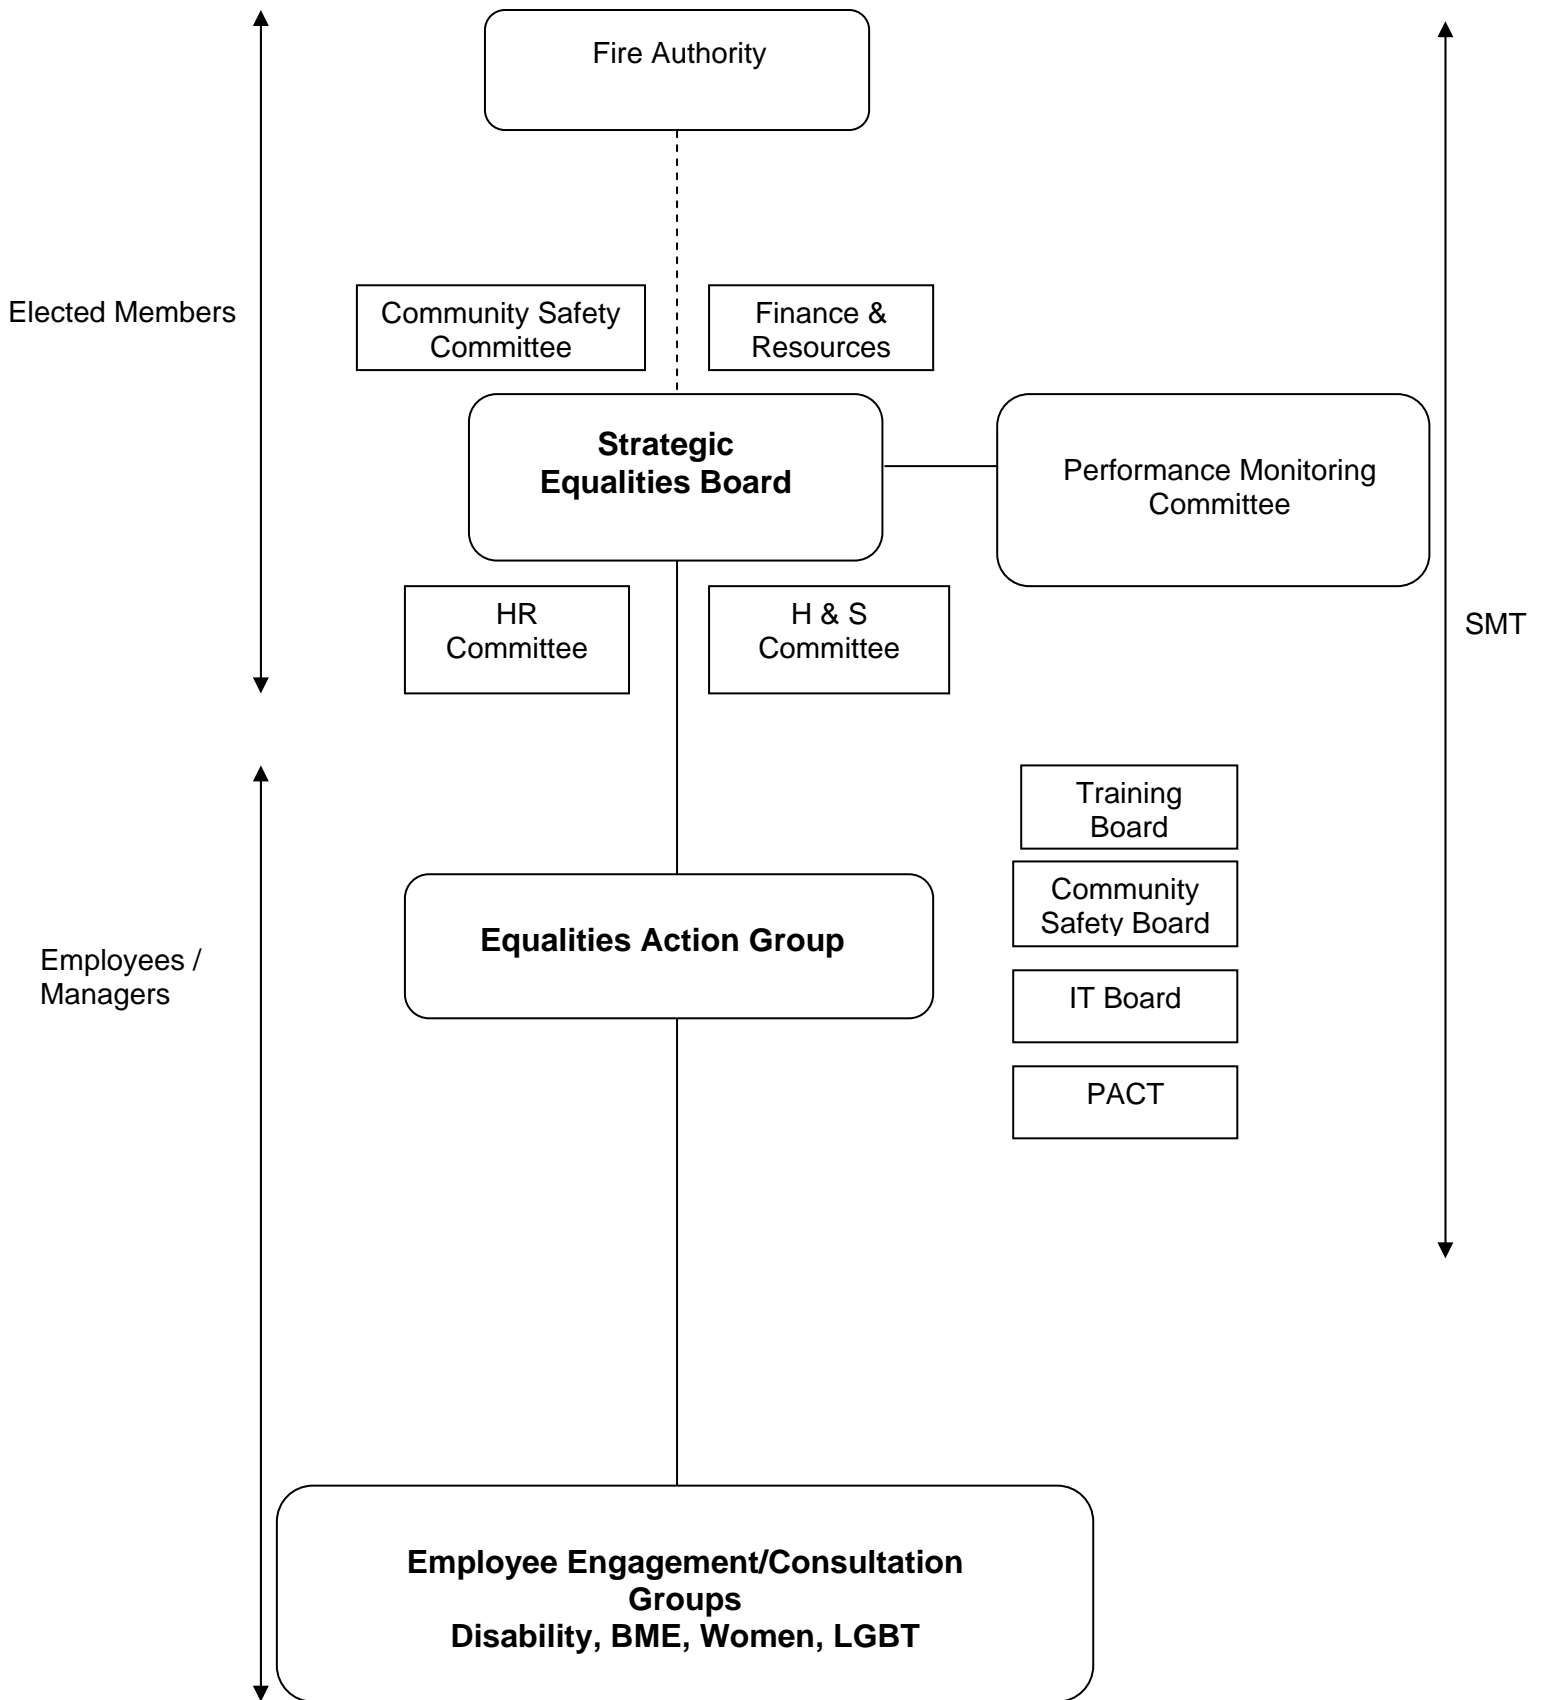 Fire Authority
Elected Members
Community Safety
Committee
Finance &
Resources
Strategic
Equalities Board
Performance Monitoring
Committee
HR
Committee
H & S
Committee
SMT
Training
Board
Community
Safety Board
Equalities Action Group
Employees /
Managers
IT Board
PACT
Employee Engagement/Consultation
Groups
Disability, BME, Women, LGBT